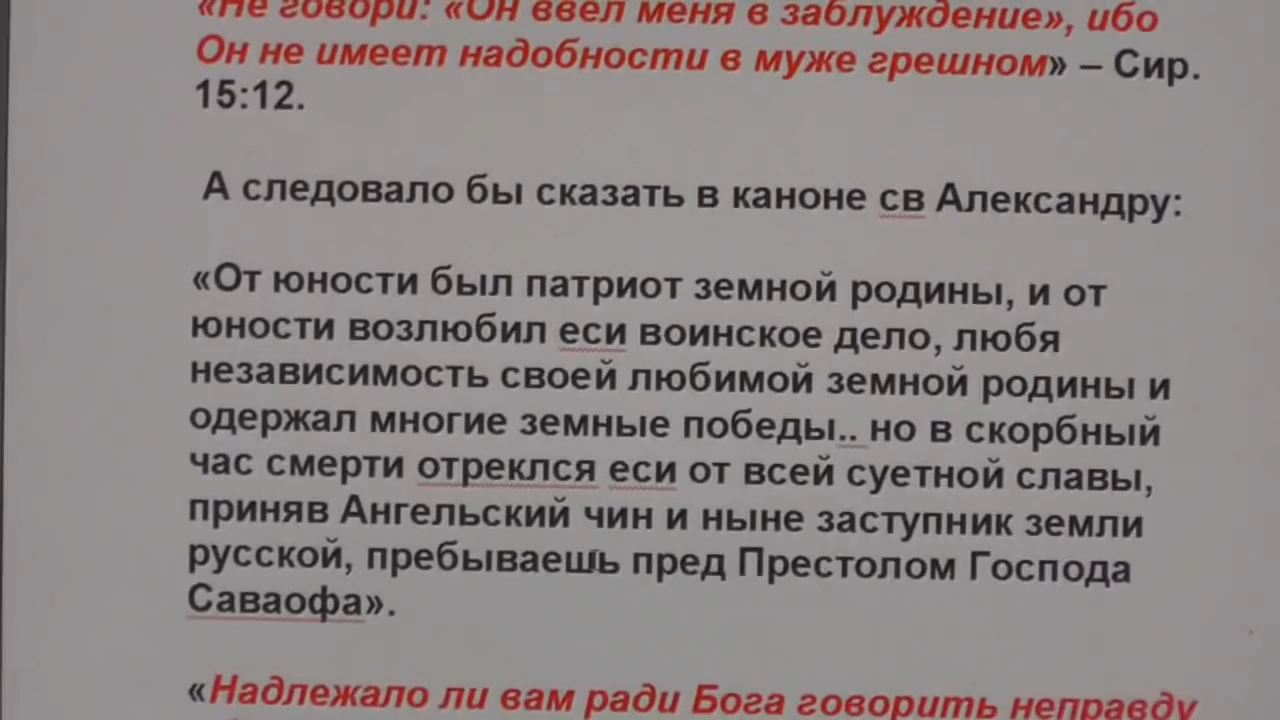 «Не говори: «Он ввел меня в заблуждение», ибо
Он не имеет надобности в муже грешном» – Сир.
15:12.
А следовало бы сказать в каноне св Александру:
«От юности был патриот земной родины, и от
юности возлюбил еси воинское дело, любя
независимость своей любимой земной родины и
одержал многие земные победы.. но в скорбный
час смерти отреклся еси от всей суетной славы,
приняв Ангельский чин и ныне заступник земли
русской, пребываешь пред Престолом Господа
Саваофа».
«Надлежало ли вам ради Бога говорить неправду